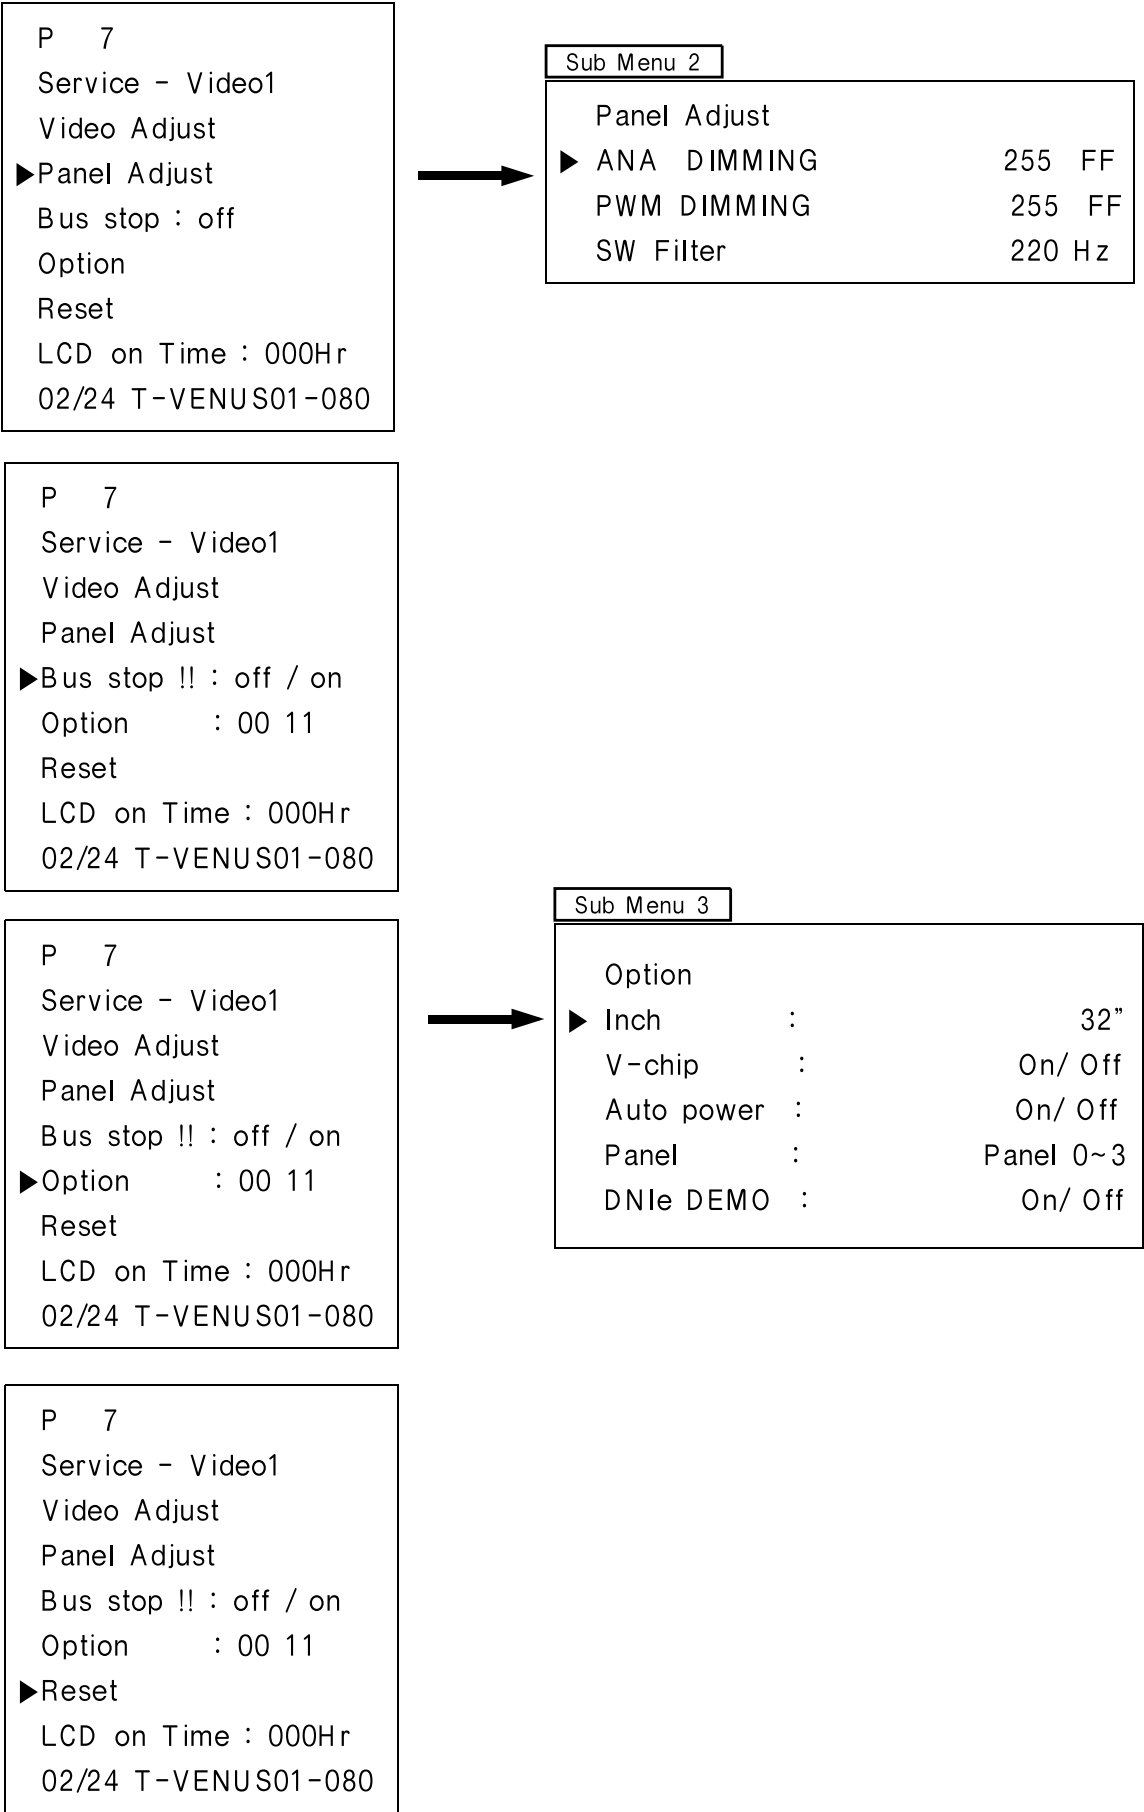 P 7
Service - Video1
Video Adjust
▶Panel Adjust
Bus stop : off
Option
Reset
LCD on Time : 000Hr
02/24 T-VENUS01-080
Sub Menu 2
Panel Adjust
▶ ANA DIMMING 255 FF
PWM DIMMING 255 FF
SW Filter 220 Hz
P 7
Service - Video1
Video Adjust
Panel Adjust
▶Bus stop !! : off / on
Option : 00 11
Reset
LCD on Time : 000Hr
02/24 T-VENUS01-080
P 7
Service - Video1
Video Adjust
Panel Adjust
Bus stop !! : off / on
▶Option : 00 11
Reset
LCD on Time : 000Hr
02/24 T-VENUS01-080
Sub Menu 3
Option
▶ Inch : 32”
V-chip : On/ Off
Auto power : On/ Off
Panel : Panel 0~3
DNIe DEMO : On/ Off
P 7
Service - Video1
Video Adjust
Panel Adjust
Bus stop !! : off / on
Option : 00 11
▶Reset
LCD on Time : 000Hr
02/24 T-VENUS01-080